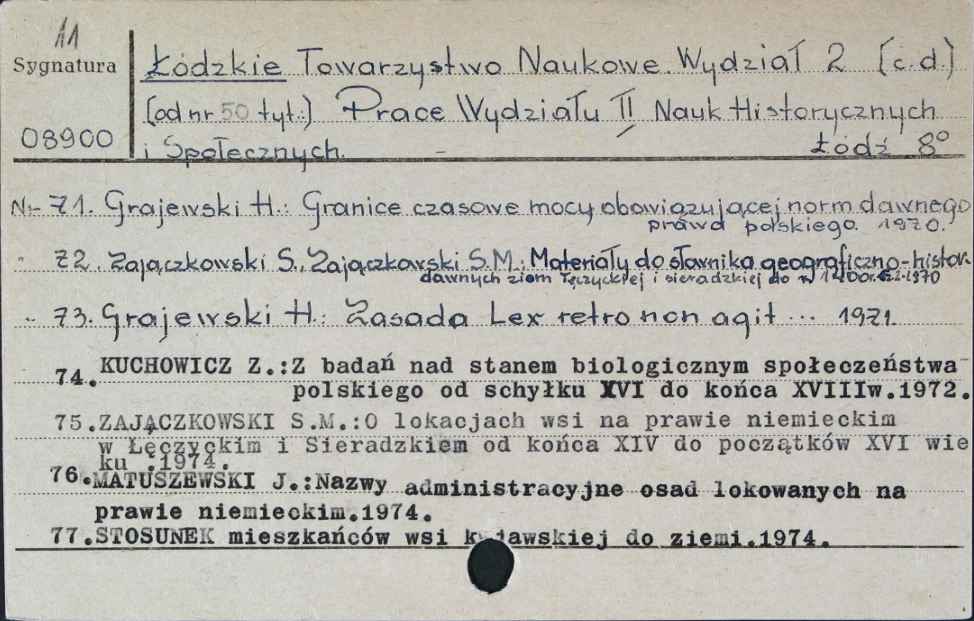 11
Sygnatura
08900
Łódzkie Towarzystwo Naukowe. Wydział 2 (c.d.)
(od nr 50 tyt.:) Prace Wydziału II Nauk Historycznych
i Społecznych. - Łódź 8°
Nr 71. Grajewski H.: Granice czasowe mocy obowiązującej norm dawnego
prawa polskiego. 1970.
" 72. Zajączkowski S., Zajączkowski S.M.: Materiały do słownika geograficzno-histor.
dawnych ziem łęczyckiej i sieradzkiej do 1400 r. 1970
" 73. Grajewski H.: Zasada Lex retro non agit ... 1971.
74. KUCHOWICZ Z.:Z badań nad stanem biologicznym społeczeństwa
polskiego od schyłku XVI do końca XVIIIw.1972.
75.ZAJĄCZKOWSKI S.M.:O lokacjach wsi na prawie niemieckim
w Łęczyckim i Sieradzkiem od końca XIV do początków XVI wie
ku .1974.
76.MATUSZEWSKI J.:Nazwy administracyjne osad lokowanych na
prawie niemieckim.1974.
77.STOSUNEK mieszkańców wsi kujawskiej do ziemi.1974.